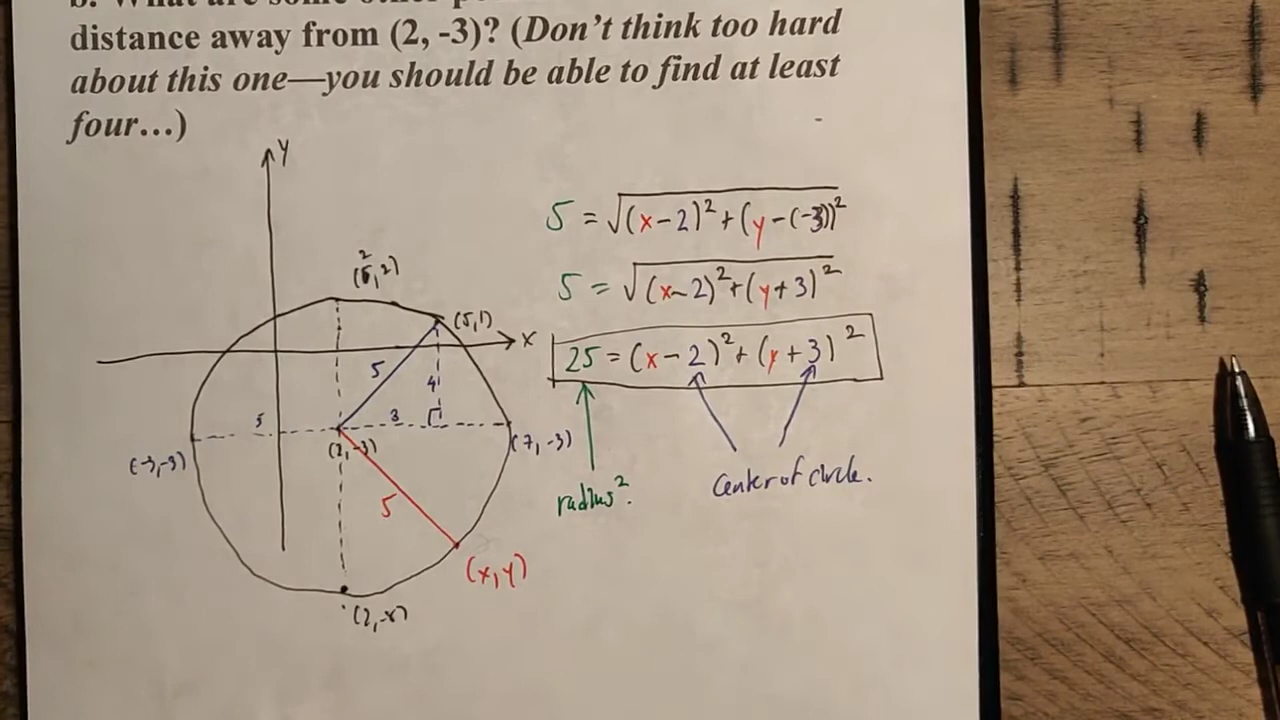 distance away from (2, -3)? (Don't think too hard
about this one—you should be able to find at least
four…)
Y
2
(5,2)
(5,1)
X
5
4
3
5
(2,-3)
(-3,-3)
(7,-3)
5
(x,y)
(2,-8)
5 = √(x-2)²+(y-(-3))²
5 = √(x-2)²+(y+3)²
25 = (x-2)²+(y+3)²
radius².
Center of circle.